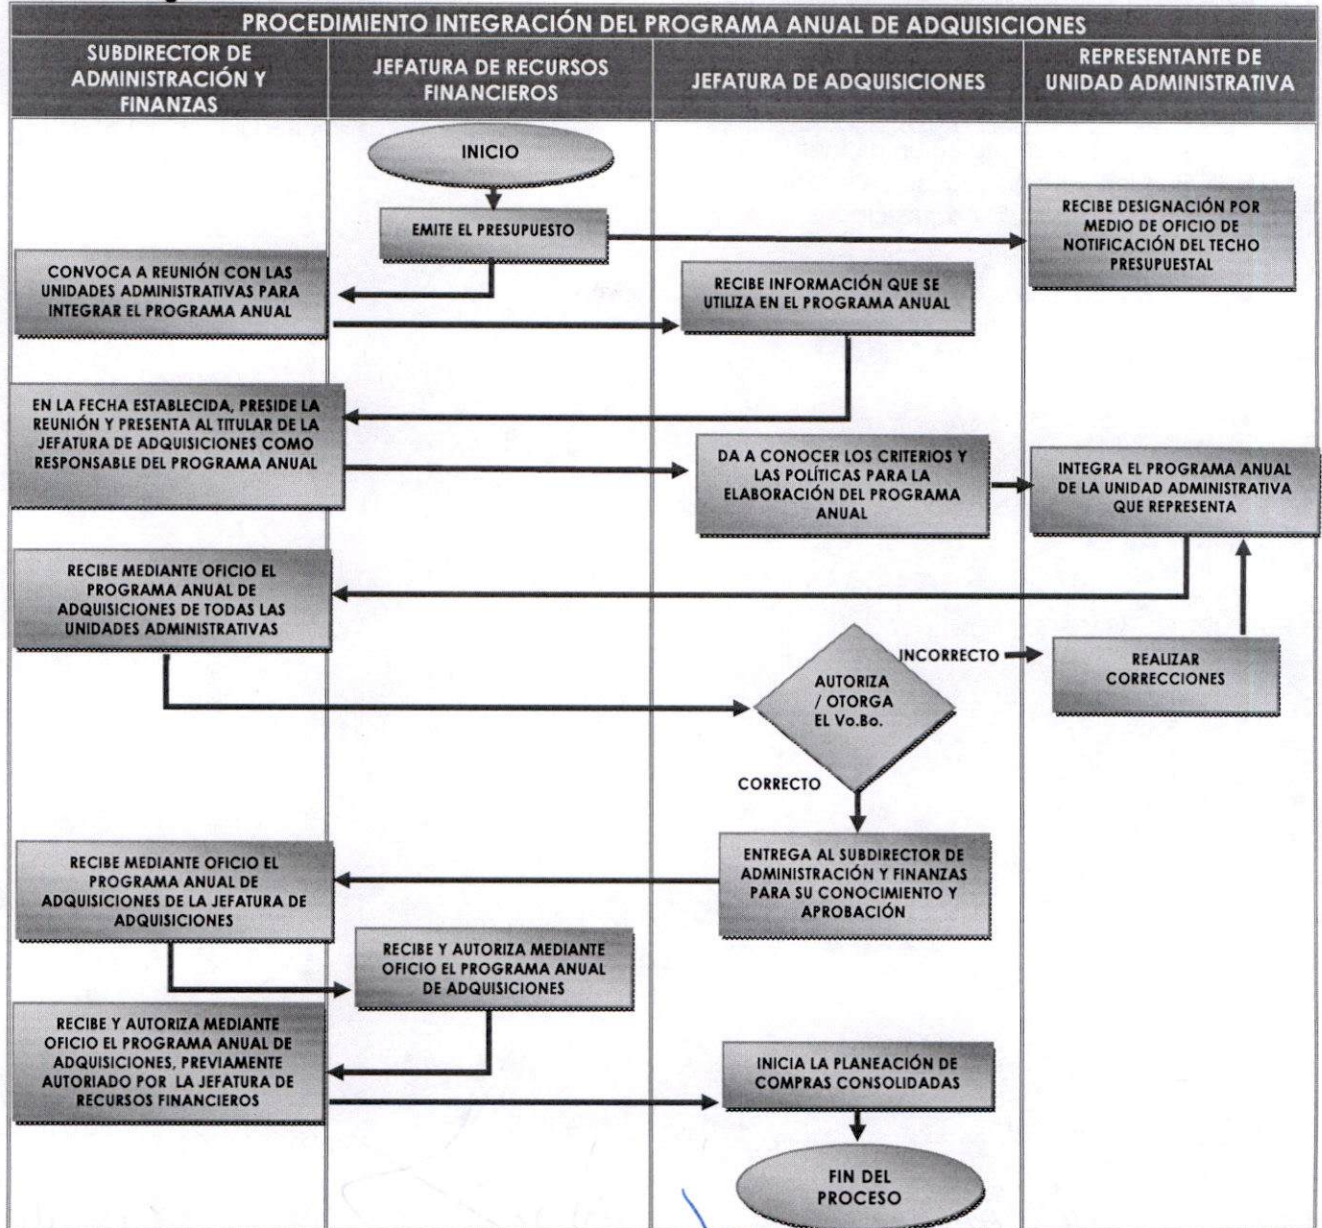 PROCEDIMIENTO INTEGRACIÓN DEL PROGRAMA ANUAL DE ADQUISICIONES
SUBDIRECTOR DE
ADMINISTRACIÓN Y
FINANZAS
JEFATURA DE RECURSOS
FINANCIEROS
JEFATURA DE ADQUISICIONES
REPRESENTANTE DE
UNIDAD ADMINISTRATIVA
INICIO
EMITE EL PRESUPUESTO
RECIBE DESIGNACIÓN POR
MEDIO DE OFICIO DE
NOTIFICACIÓN DEL TECHO
PRESUPUESTAL
CONVOCA A REUNIÓN CON LAS
UNIDADES ADMINISTRATIVAS PARA
INTEGRAR EL PROGRAMA ANUAL
RECIBE INFORMACIÓN QUE SE
UTILIZA EN EL PROGRAMA ANUAL
EN LA FECHA ESTABLECIDA, PRESIDE LA
REUNIÓN Y PRESENTA AL TITULAR DE LA
JEFATURA DE ADQUISICIONES COMO
RESPONSABLE DEL PROGRAMA ANUAL
DA A CONOCER LOS CRITERIOS Y
LAS POLÍTICAS PARA LA
ELABORACIÓN DEL PROGRAMA
ANUAL
INTEGRA EL PROGRAMA ANUAL
DE LA UNIDAD ADMINISTRATIVA
QUE REPRESENTA
RECIBE MEDIANTE OFICIO EL
PROGRAMA ANUAL DE
ADQUISICIONES DE TODAS LAS
UNIDADES ADMINISTRATIVAS
AUTORIZA
/ OTORGA
EL Vo.Bo.
INCORRECTO
REALIZAR
CORRECCIONES
CORRECTO
ENTREGA AL SUBDIRECTOR DE
ADMINISTRACIÓN Y FINANZAS
PARA SU CONOCIMIENTO Y
APROBACIÓN
RECIBE MEDIANTE OFICIO EL
PROGRAMA ANUAL DE
ADQUISICIONES DE LA JEFATURA DE
ADQUISICIONES
RECIBE Y AUTORIZA MEDIANTE
OFICIO EL PROGRAMA ANUAL
DE ADQUISICIONES
RECIBE Y AUTORIZA MEDIANTE
OFICIO EL PROGRAMA ANUAL DE
ADQUISICIONES, PREVIAMENTE
AUTORIADO POR LA JEFATURA DE
RECURSOS FINANCIEROS
INICIA LA PLANEACIÓN DE
COMPRAS CONSOLIDADAS
FIN DEL
PROCESO